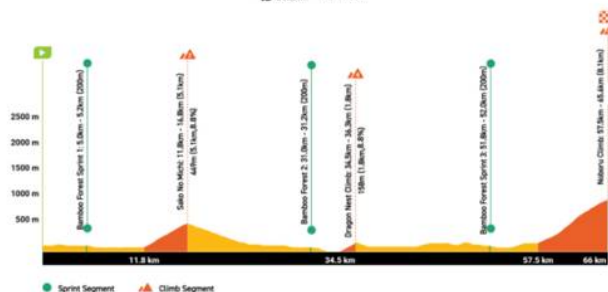 2500 m
2000 m
1500 m
1000 m
500 m
Bamboo Forest Sprint 1: 5.0km - 5.2km (200m)
Sako No Michi: 11.8km - 16.8km (5.1km)
449m (5.1km,8.8%)
Bamboo Forest 2: 31.0km - 31.2km (200m)
Dragon Nest Climb: 34.5km - 36.3km (1.8km)
158m (1.8km,8.8%)
Bamboo Forest Sprint 3: 51.8km - 52.0km (200m)
Noboru Climb: 57.5km - 65.6km (8.1km)
11.8 km
34.5 km
57.5 km
66 km
Sprint Segment
Climb Segment